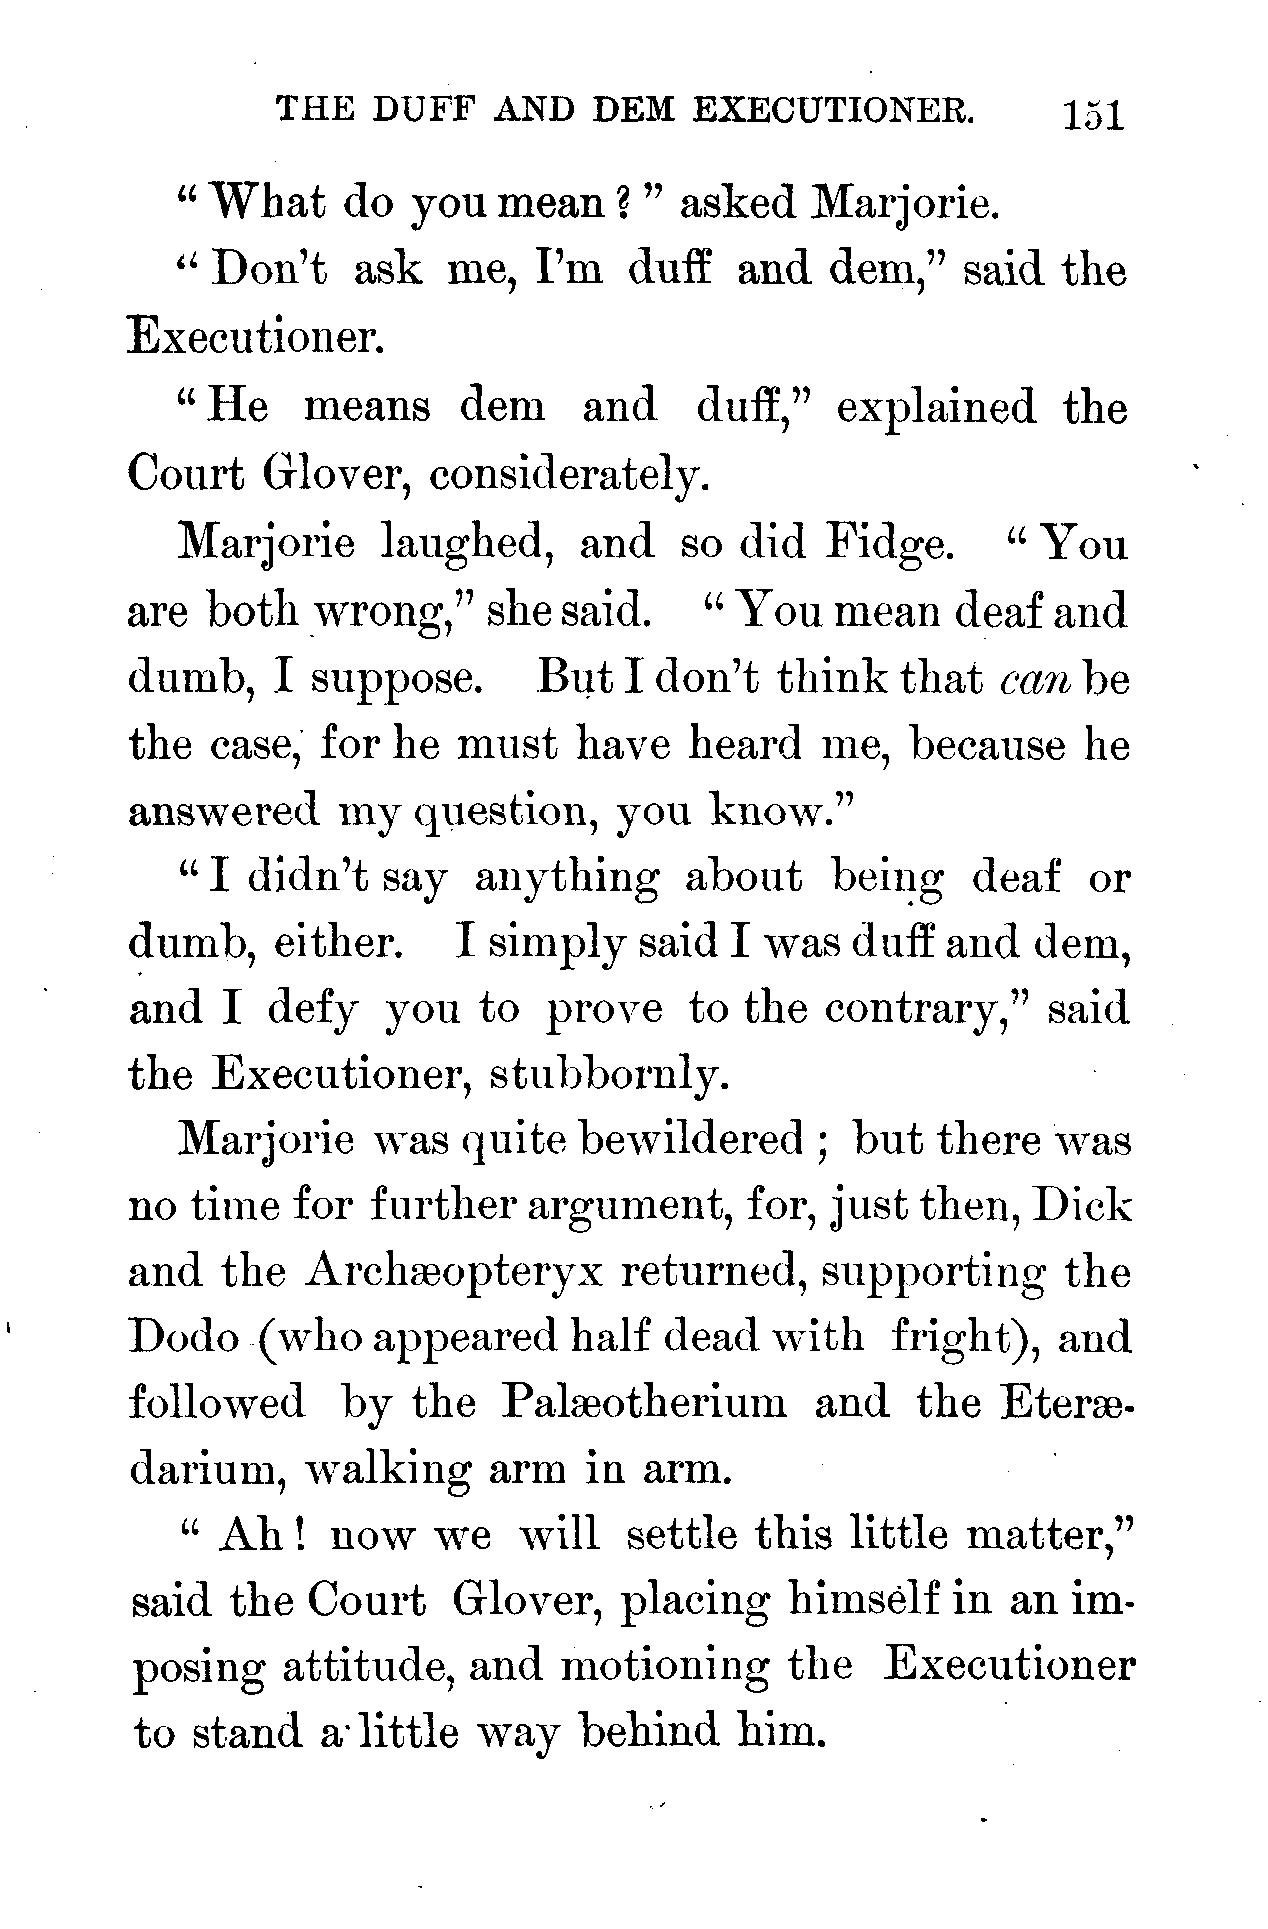 THE DUFF AND DEM EXECUTIONER. 151
“ What do you mean ? ” asked Marjorie.
“ Don’t ask me, I’m duff and dem,” said the
Executioner.
“ He means dem and duff,” explained the
Court Glover, considerately.
Marjorie laughed, and so did Fidge. “ You
are both wrong,” she said. “ You mean deaf and
dumb, I suppose. But I don’t think that can be
the case, for he must have heard me, because he
answered my question, you know.”
“ I didn’t say anything about being deaf or
dumb, either. I simply said I was duff and dem,
and I defy you to prove to the contrary,” said
the Executioner, stubbornly.
Marjorie was quite bewildered ; but there was
no time for further argument, for, just then, Dick
and the Archæopteryx returned, supporting the
Dodo (who appeared half dead with fright), and
followed by the Palæotherium and the Eteræ-
darium, walking arm in arm.
“ Ah ! now we will settle this little matter,”
said the Court Glover, placing himself in an im-
posing attitude, and motioning the Executioner
to stand a little way behind him.